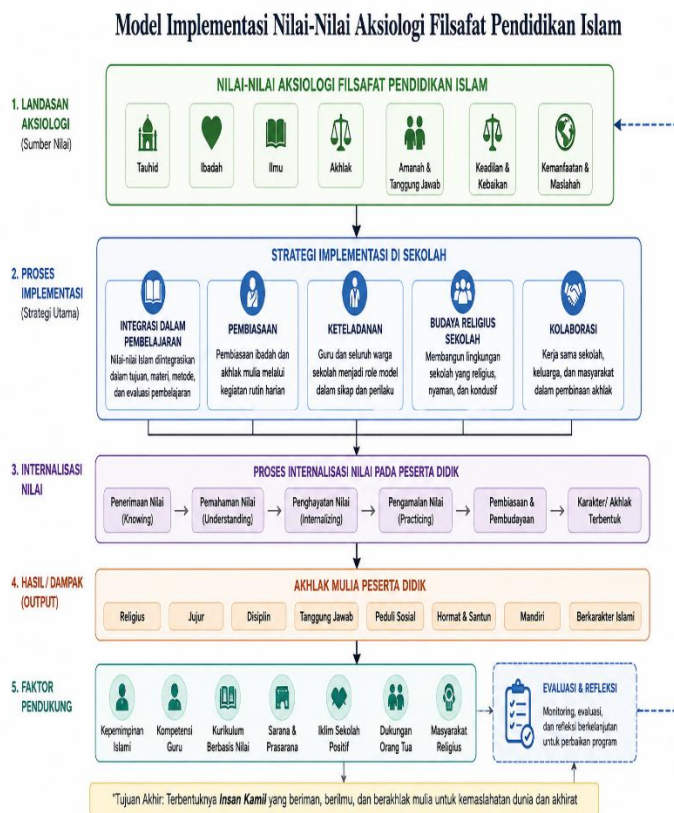 Model Implementasi Nilai-Nilai Aksiologi Filsafat Pendidikan Islam
1. LANDASAN
AKSIOLOGI
(Sumber Nilai)
NILAI-NILAI AKSIOLOGI FILSAFAT PENDIDIKAN ISLAM
Tauhid
Ibadah
Ilmu
Akhlak
Amanah &
Tanggung Jawab
Keadilan &
Kebaikan
Kemanfaatan &
Maslahah
2. PROSES
IMPLEMENTASI
(Strategi Utama)
STRATEGI IMPLEMENTASI DI SEKOLAH
INTEGRASI DALAM
PEMBELAJARAN
Nilai-nilai Islam diintegrasikan
dalam tujuan, materi, metode,
dan evaluasi pembelajaran
PEMBIASAAN
Pembiasaan ibadah dan
akhlak mulia melalui
kegiatan rutin harian
KETELADANAN
Guru dan seluruh warga
sekolah menjadi role model
dalam sikap dan perilaku
BUDAYA RELIGIUS
SEKOLAH
Membangun lingkungan
sekolah yang religius,
nyaman, dan kondusif
KOLABORASI
Kerja sama sekolah,
keluarga, dan masyarakat
dalam pembinaan akhlak
3. INTERNALISASI
NILAI
PROSES INTERNALISASI NILAI PADA PESERTA DIDIK
Penerimaan Nilai
(Knowing)
Pemahaman Nilai
(Understanding)
Penghayatan Nilai
(Internalizing)
Pengamalan Nilai
(Practicing)
Pembiasaan &
Pembudayaan
Karakter/ Akhlak
Terbentuk
4. HASIL / DAMPAK
(OUTPUT)
AKHLAK MULIA PESERTA DIDIK
Religius
Jujur
Disiplin
Tanggung Jawab
Peduli Sosial
Hormat & Santun
Mandiri
Berkarakter Islami
5. FAKTOR
PENDUKUNG
Kepemimpinan
Islami
Kompetensi
Guru
Kurikulum
Berbasis Nilai
Sarana &
Prasarana
Iklim Sekolah
Positif
Dukungan
Orang Tua
Masyarakat
Religius
EVALUASI & REFLEKSI
Monitoring, evaluasi,
dan refleksi berkelanjutan
untuk perbaikan program
"Tujuan Akhir: Terbentuknya Insan Kamil yang beriman, berilmu, dan berakhlak mulia untuk kemaslahatan dunia dan akhirat